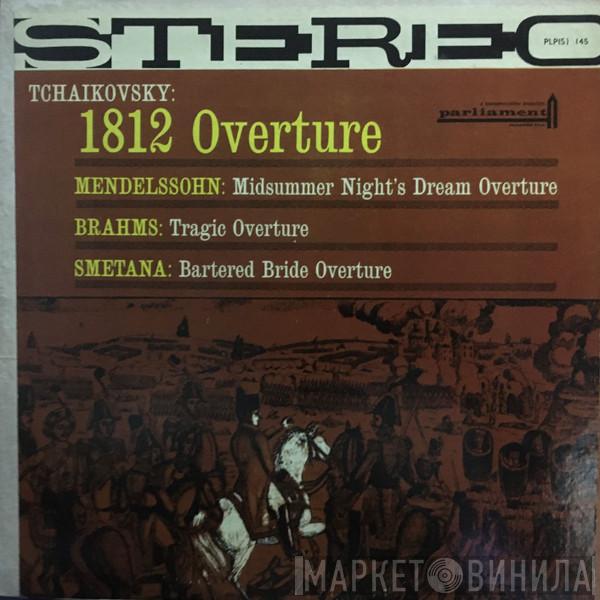 STEREO
PLP(S) 145
TCHAIKOVSKY:
parliament
1812 Overture
MENDELSSOHN: Midsummer Night's Dream Overture
BRAHMS: Tragic Overture
SMETANA: Bartered Bride Overture
МАРКЕТ ВИНИЛА